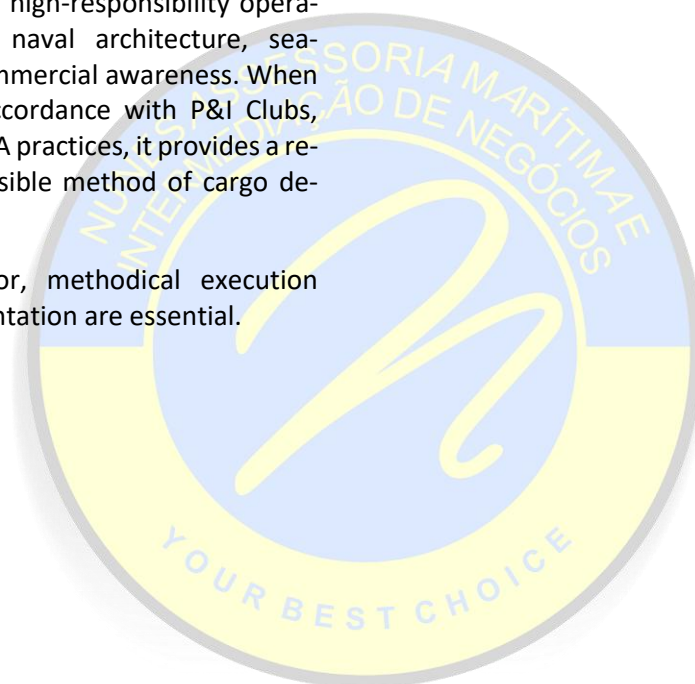 high-responsibility opera-
naval architecture, sea-
mmercial awareness. When
ccordance with P&I Clubs,
A practices, it provides a re-
sible method of cargo de-
or, methodical execution
ntation are essential.
NUNES ASSESSORIA MARÍTIMA E
INTERMEDIAÇÃO DE NEGÓCIOS
YOUR BEST CHOICE